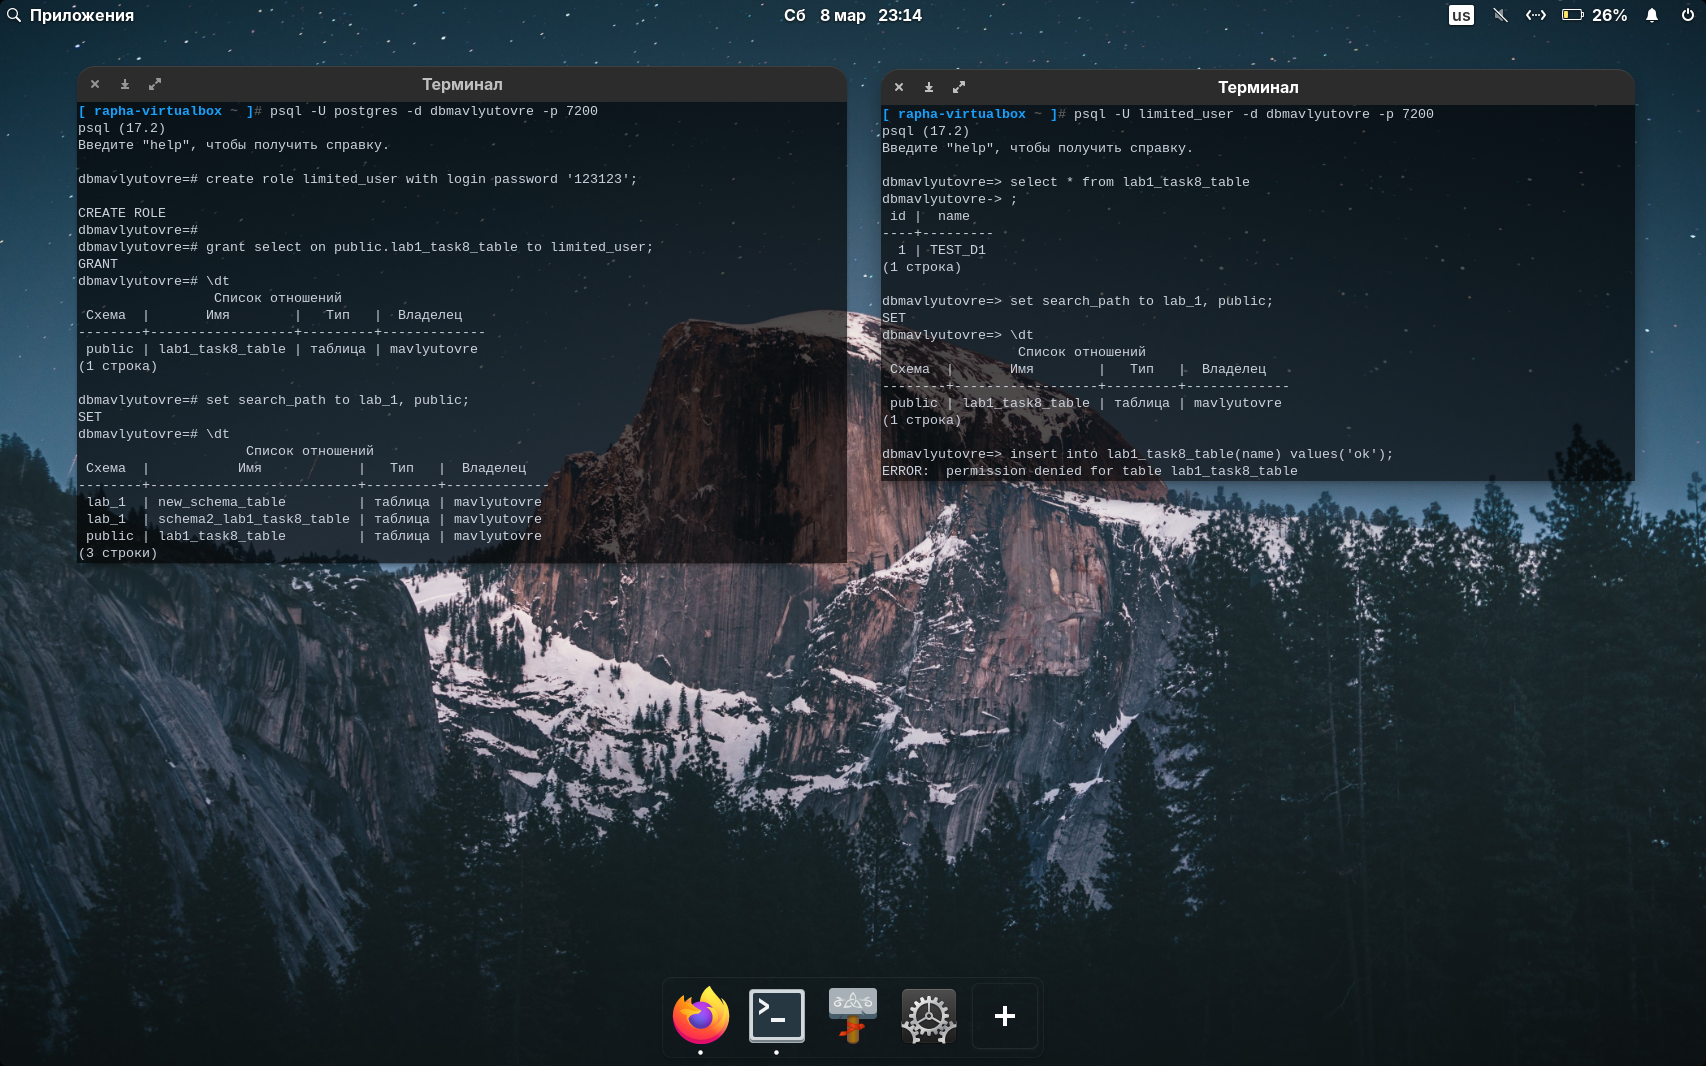 Приложения
Сб 8 мар 23:14
us
26%
Терминал
[ rapha-virtualbox ~ ]# psql -U postgres -d dbmavlyutovre -p 7200
psql (17.2)
Введите "help", чтобы получить справку.
dbmavlyutovre=# create role limited_user with login password '123123';
CREATE ROLE
dbmavlyutovre=#
dbmavlyutovre=# grant select on public.lab1_task8_table to limited_user;
GRANT
dbmavlyutovre=# \dt
Список отношений
Схема | Имя | Тип | Владелец
--------+------------------+---------+-------------
public | lab1_task8_table | таблица | mavlyutovre
(1 строка)
dbmavlyutovre=# set search_path to lab_1, public;
SET
dbmavlyutovre=# \dt
Список отношений
Схема | Имя | Тип | Владелец
--------+--------------------------+---------+-------------
lab_1 | new_schema_table | таблица | mavlyutovre
lab_1 | schema2_lab1_task8_table | таблица | mavlyutovre
public | lab1_task8_table | таблица | mavlyutovre
(3 строки)
Терминал
[ rapha-virtualbox ~ ]# psql -U limited_user -d dbmavlyutovre -p 7200
psql (17.2)
Введите "help", чтобы получить справку.
dbmavlyutovre=> select * from lab1_task8_table
dbmavlyutovre-> ;
id | name
----+---------
1 | TEST_D1
(1 строка)
dbmavlyutovre=> set search_path to lab_1, public;
SET
dbmavlyutovre=> \dt
Список отношений
Схема | Имя | Тип | Владелец
--------+------------------+---------+-------------
public | lab1_task8_table | таблица | mavlyutovre
(1 строка)
dbmavlyutovre=> insert into lab1_task8_table(name) values('ok');
ERROR: permission denied for table lab1_task8_table